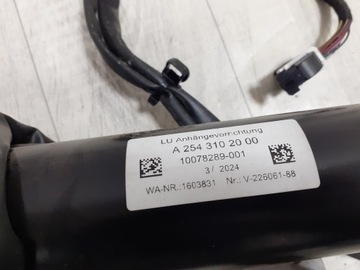 LU Anhängevorrichtung
A 254 310 20 00
10078289-001
3/ 2024
WA-NR.:1603831 Nr.: V-226061-88